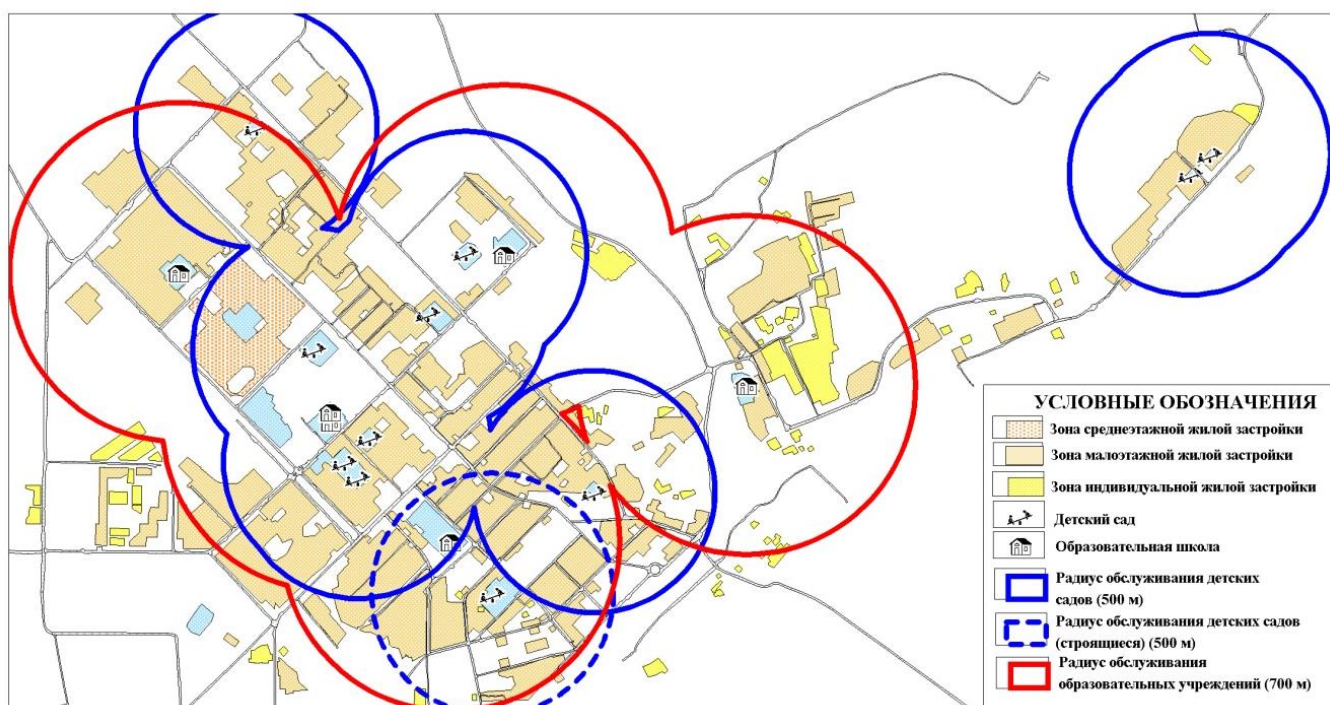 УСЛОВНЫЕ ОБОЗНАЧЕНИЯ
Зона среднеэтажной жилой застройки
Зона малоэтажной жилой застройки
Зона индивидуальной жилой застройки
Детский сад
Образовательная школа
Радиус обслуживания детских
садов (500 м)
Радиус обслуживания детских садов
(строящиеся) (500 м)
Радиус обслуживания
образовательных учреждений (700 м)